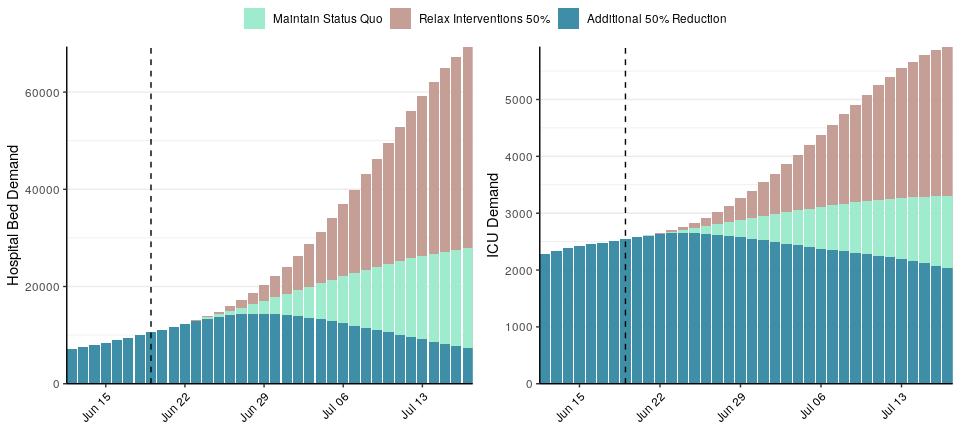 Maintain Status Quo Relax Interventions 50% Additional 50% Reduction
Hospital Bed Demand
60000
40000
20000
0
Jun 15
Jun 22
Jun 29
Jul 06
Jul 13
ICU Demand
5000
4000
3000
2000
1000
0
Jun 15
Jun 22
Jun 29
Jul 06
Jul 13